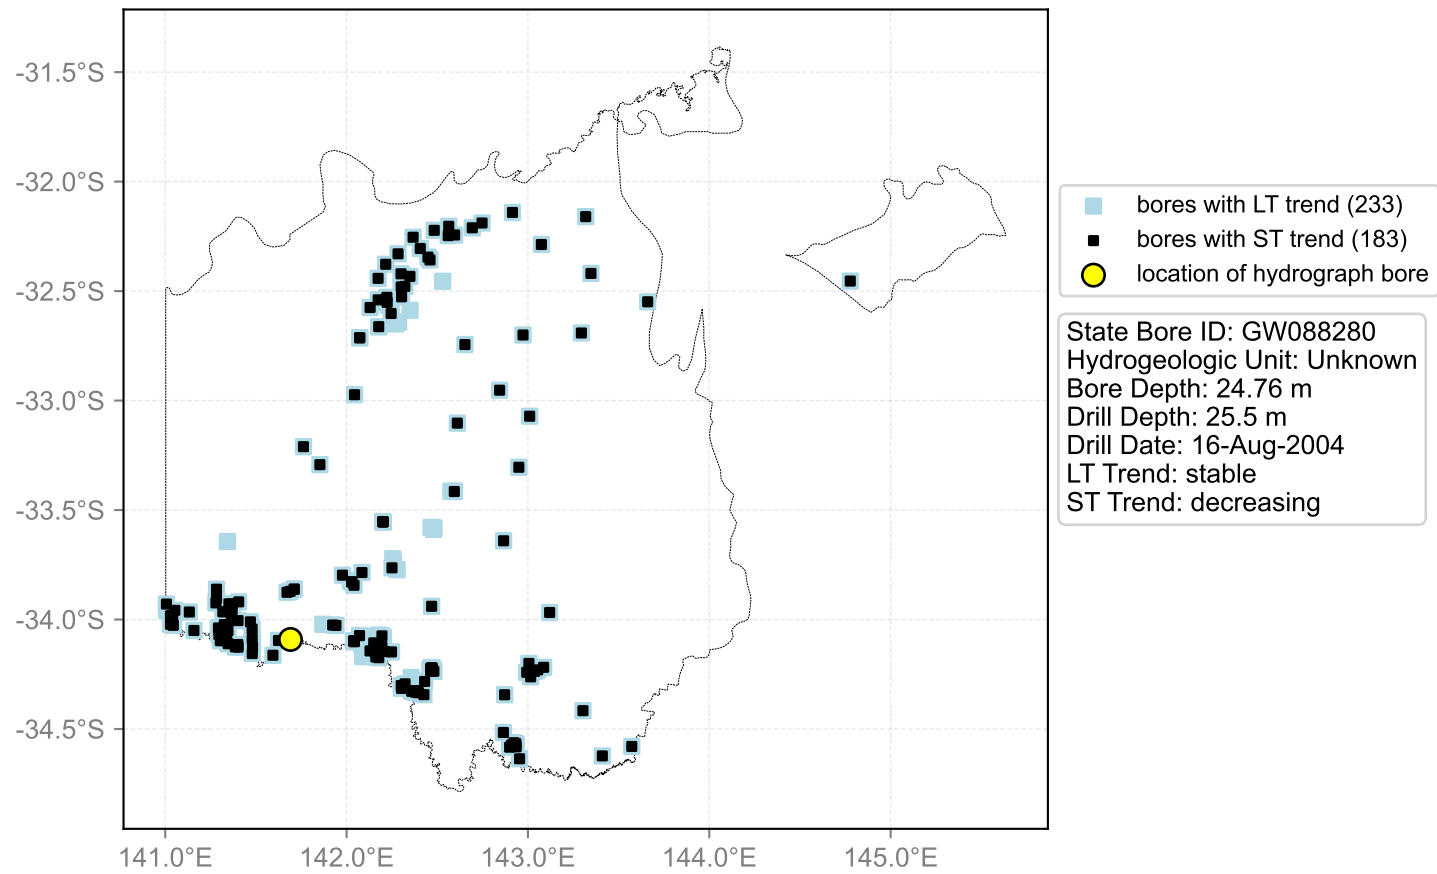 -31.5°S
-32.0°S
-32.5°S
-33.0°S
-33.5°S
-34.0°S
-34.5°S
141.0°E
142.0°E
143.0°E
144.0°E
145.0°E
bores with LT trend (233)
bores with ST trend (183)
location of hydrograph bore
State Bore ID: GW088280
Hydrogeologic Unit: Unknown
Bore Depth: 24.76 m
Drill Depth: 25.5 m
Drill Date: 16-Aug-2004
LT Trend: stable
ST Trend: decreasing